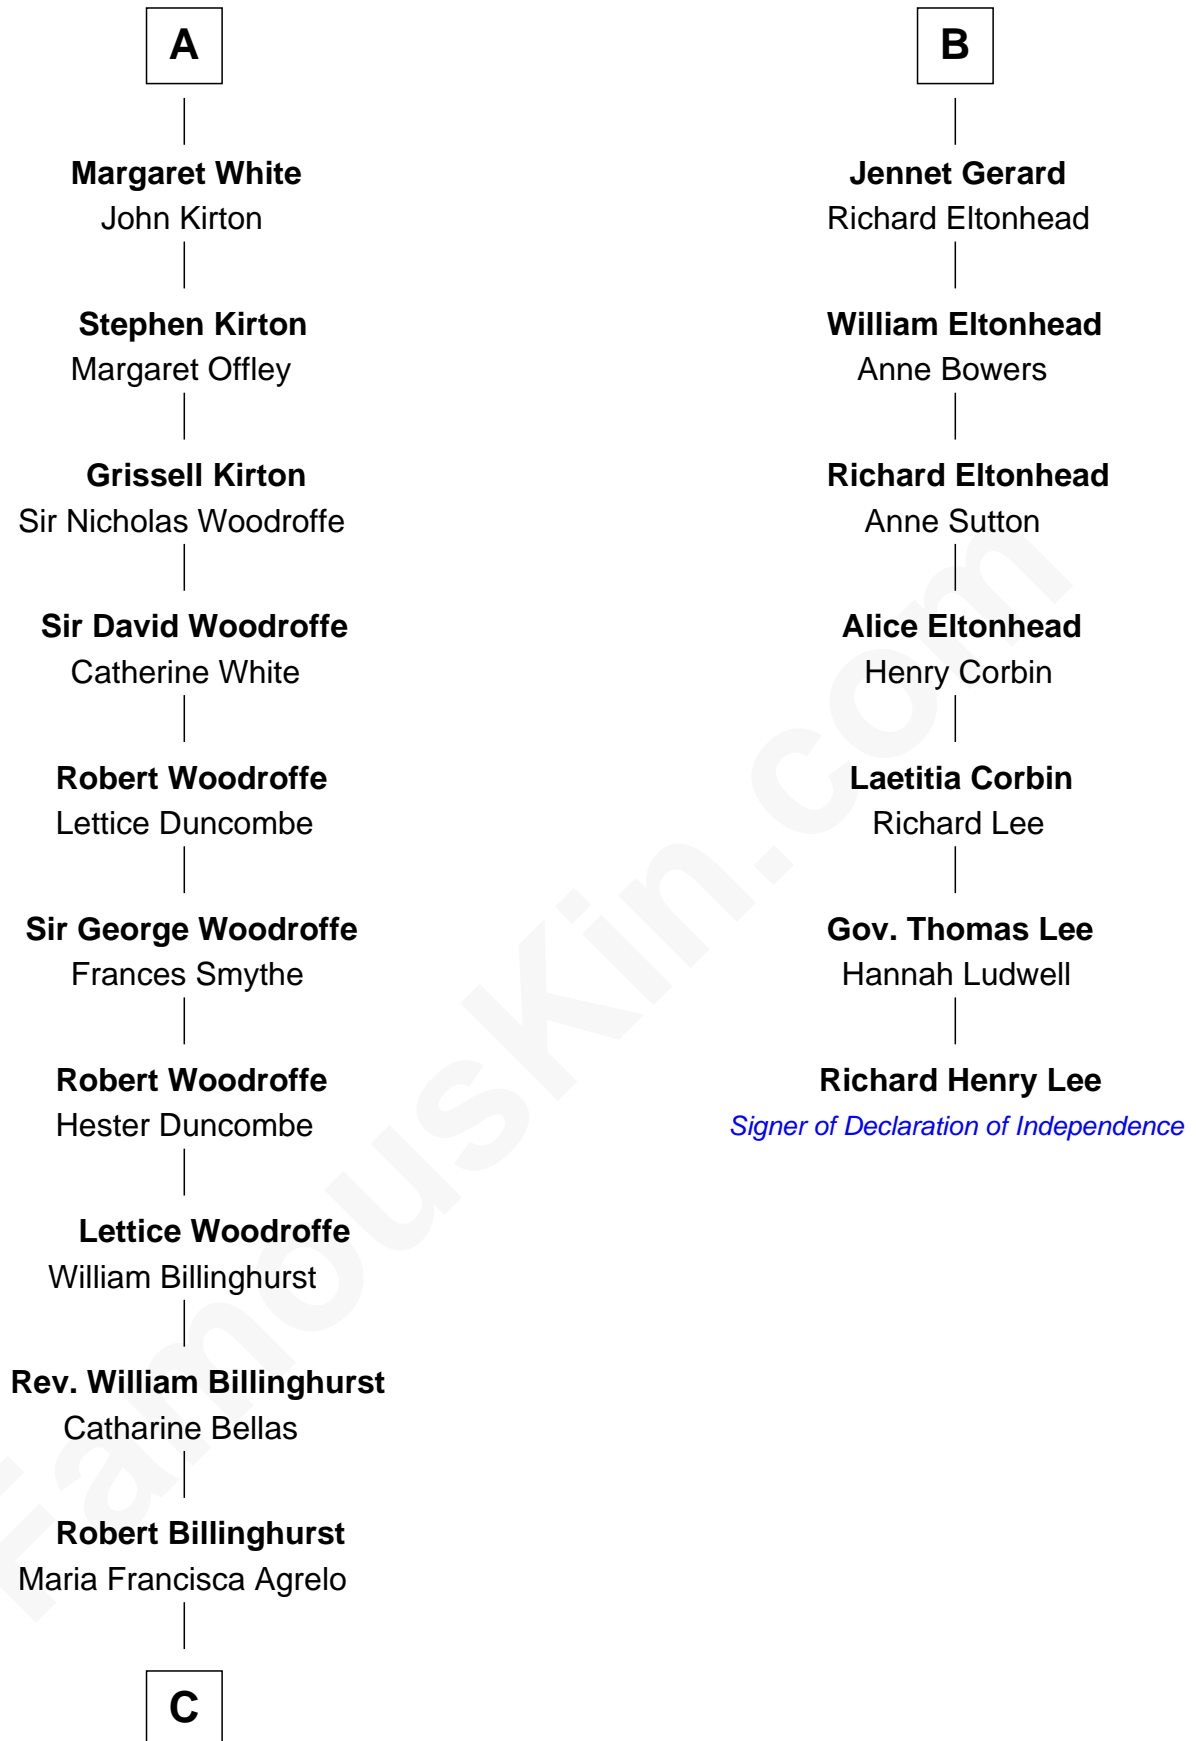 A
Margaret White
John Kirton
Stephen Kirton
Margaret Offley
Grissell Kirton
Sir Nicholas Woodroffe
Sir David Woodroffe
Catherine White
Robert Woodroffe
Lettice Duncombe
Sir George Woodroffe
Frances Smythe
Robert Woodroffe
Hester Duncombe
Lettice Woodroffe
William Billinghurst
Rev. William Billinghurst
Catharine Bellas
Robert Billinghurst
Maria Francisca Agrelo
C
B
Jennet Gerard
Richard Eltonhead
William Eltonhead
Anne Bowers
Richard Eltonhead
Anne Sutton
Alice Eltonhead
Henry Corbin
Laetitia Corbin
Richard Lee
Gov. Thomas Lee
Hannah Ludwell
Richard Henry Lee
Signer of Declaration of Independence
FamousKin.com